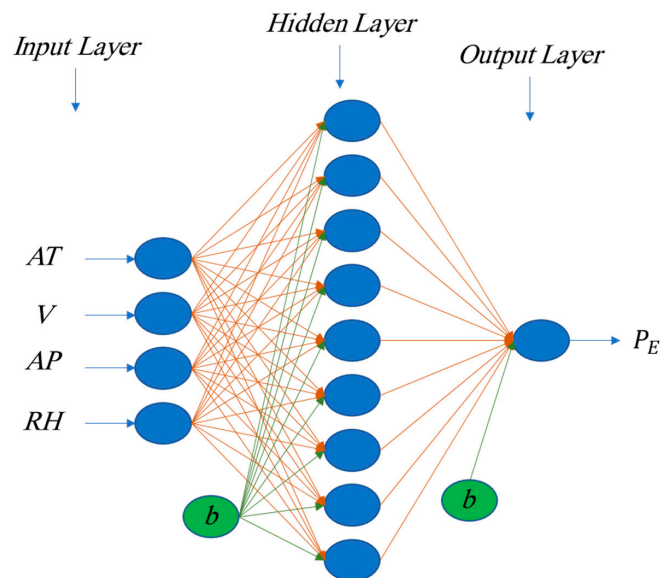 Hidden Layer
Input Layer
Output Layer
AT
V
AP
RH
P_E
b
b